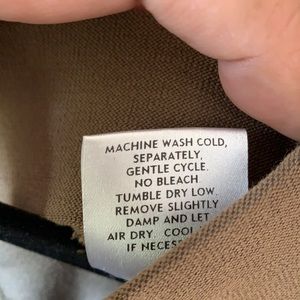 MACHINE WASH COLD,
SEPARATELY,
GENTLE CYCLE.
NO BLEACH.
TUMBLE DRY LOW.
REMOVE SLIGHTLY
DAMP AND LET
AIR DRY. COOL
IF